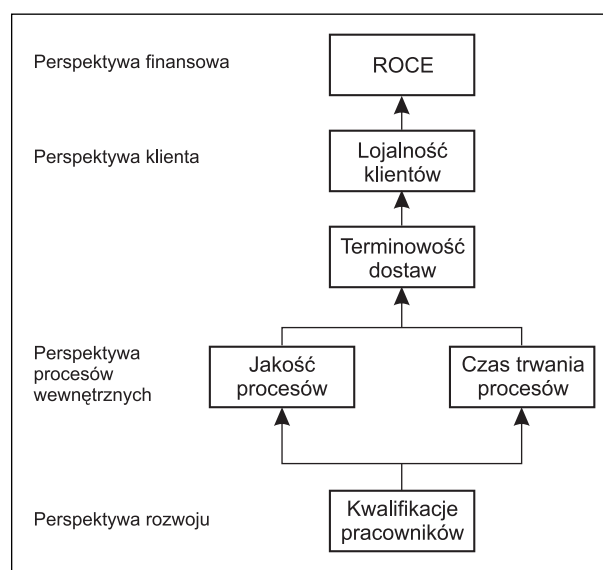 Perspektywa finansowa
ROCE
Perspektywa klienta
Lojalność
klientów
Terminowość
dostaw
Perspektywa
procesów
wewnętrznych
Jakość
procesów
Czas trwania
procesów
Perspektywa rozwoju
Kwalifikacje
pracowników